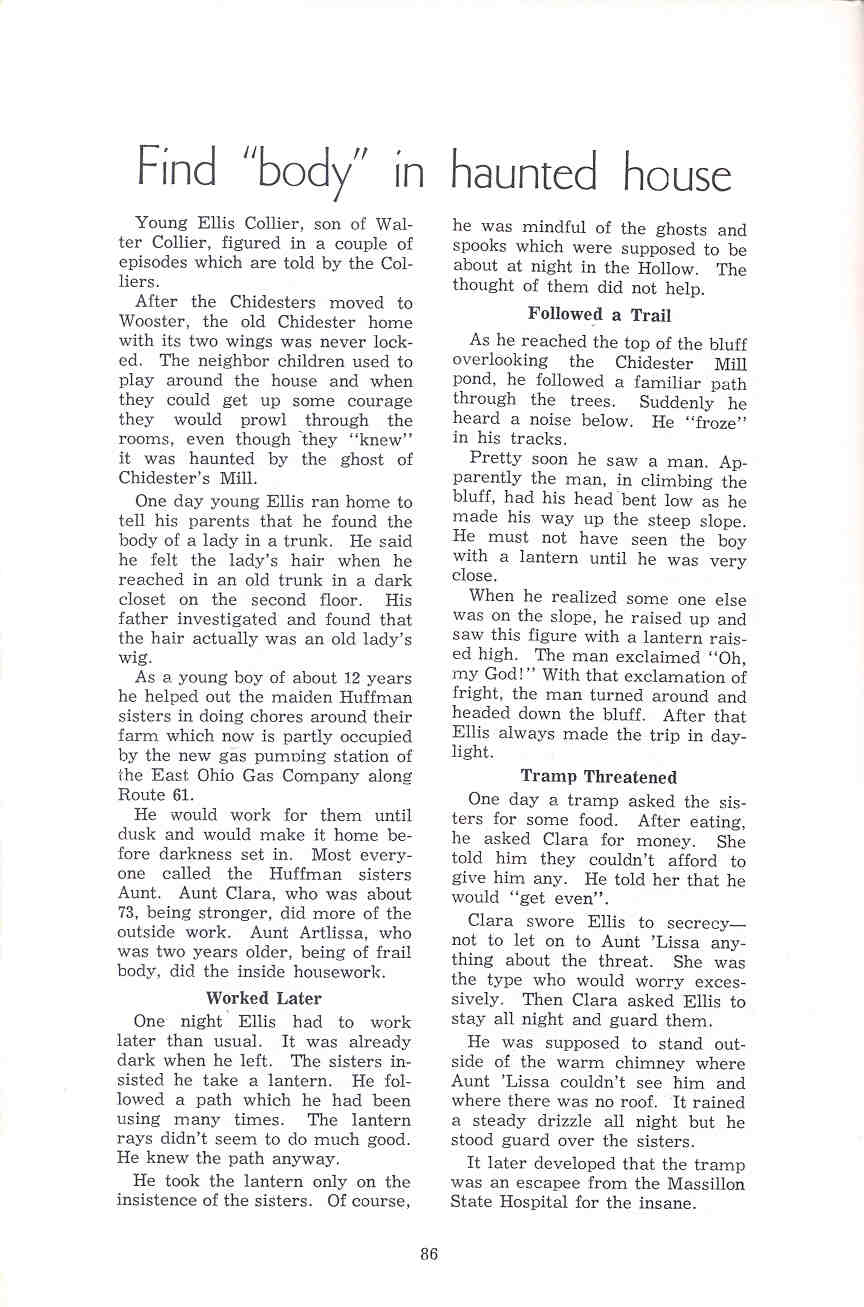 Find "body" in haunted house
Young Ellis Collier, son of Wal-
ter Collier, figured in a couple of
episodes which are told by the Col-
liers.
After the Chidesters moved to
Wooster, the old Chidester home
with its two wings was never lock-
ed. The neighbor children used to
play around the house and when
they could get up some courage
they would prowl through the
rooms, even though they "knew"
it was haunted by the ghost of
Chidester's Mill.
One day young Ellis ran home to
tell his parents that he found the
body of a lady in a trunk. He said
he felt the lady's hair when he
reached in an old trunk in a dark
closet on the second floor. His
father investigated and found that
the hair actually was an old lady's
wig.
As a young boy of about 12 years
he helped out the maiden Huffman
sisters in doing chores around their
farm which now is partly occupied
by the new gas pumping station of
the East Ohio Gas Company along
Route 61.
He would work for them until
dusk and would make it home be-
fore darkness set in. Most every-
one called the Huffman sisters
Aunt. Aunt Clara, who was about
73, being stronger, did more of the
outside work. Aunt Artlissa, who
was two years older, being of frail
body, did the inside housework.
Worked Later
One night Ellis had to work
later than usual. It was already
dark when he left. The sisters in-
sisted he take a lantern. He fol-
lowed a path which he had been
using many times. The lantern
rays didn't seem to do much good.
He knew the path anyway.
He took the lantern only on the
insistence of the sisters. Of course,
he was mindful of the ghosts and
spooks which were supposed to be
about at night in the Hollow. The
thought of them did not help.
Followed a Trail
As he reached the top of the bluff
overlooking the Chidester Mill
pond, he followed a familiar path
through the trees. Suddenly he
heard a noise below. He "froze"
in his tracks.
Pretty soon he saw a man. Ap-
parently the man, in climbing the
bluff, had his head bent low as he
made his way up the steep slope.
He must not have seen the boy
with a lantern until he was very
close.
When he realized some one else
was on the slope, he raised up and
saw this figure with a lantern rais-
ed high. The man exclaimed "Oh,
my God!" With that exclamation of
fright, the man turned around and
headed down the bluff. After that
Ellis always made the trip in day-
light.
Tramp Threatened
One day a tramp asked the sis-
ters for some food. After eating,
he asked Clara for money. She
told him they couldn't afford to
give him any. He told her that he
would "get even".
Clara swore Ellis to secrecy—
not to let on to Aunt 'Lissa any-
thing about the threat. She was
the type who would worry exces-
sively. Then Clara asked Ellis to
stay all night and guard them.
He was supposed to stand out-
side of the warm chimney where
Aunt 'Lissa couldn't see him and
where there was no roof. It rained
a steady drizzle all night but he
stood guard over the sisters.
It later developed that the tramp
was an escapee from the Massillon
State Hospital for the insane.
86